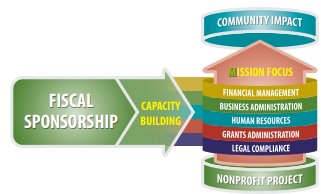 COMMUNITY IMPACT
MISSION FOCUS
FISCAL
SPONSORSHIP
CAPACITY
BUILDING
FINANCIAL MANAGEMENT
BUSINESS ADMINISTRATION
HUMAN RESOURCES
GRANTS ADMINISTRATION
LEGAL COMPLIANCE
NONPROFIT PROJECT